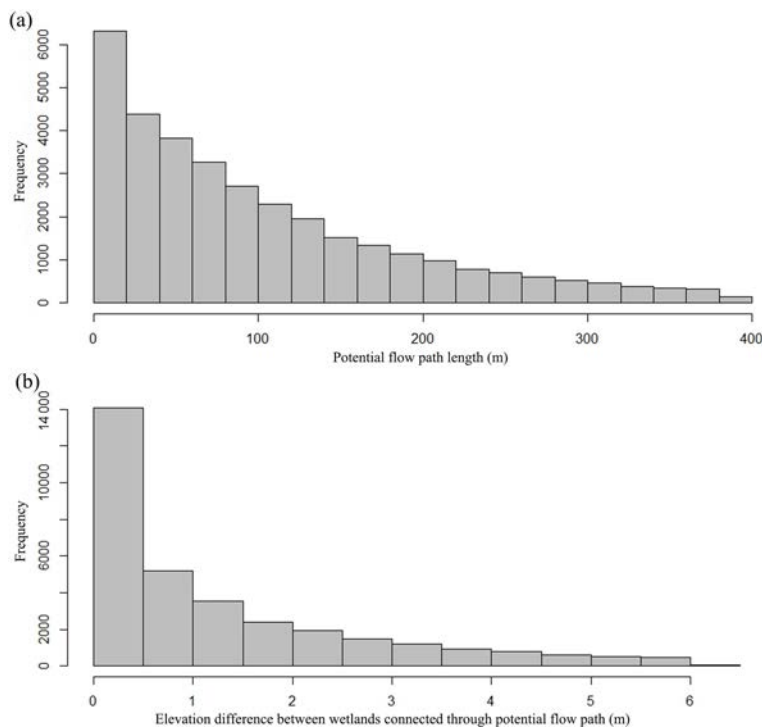 (a)
6000
5000
4000
3000
2000
1000
0
Frequency
0 100 200 300 400
Potential flow path length (m)
(b)
14000
10000
6000
2000
0
Frequency
0 1 2 3 4 5 6
Elevation difference between wetlands connected through potential flow path (m)